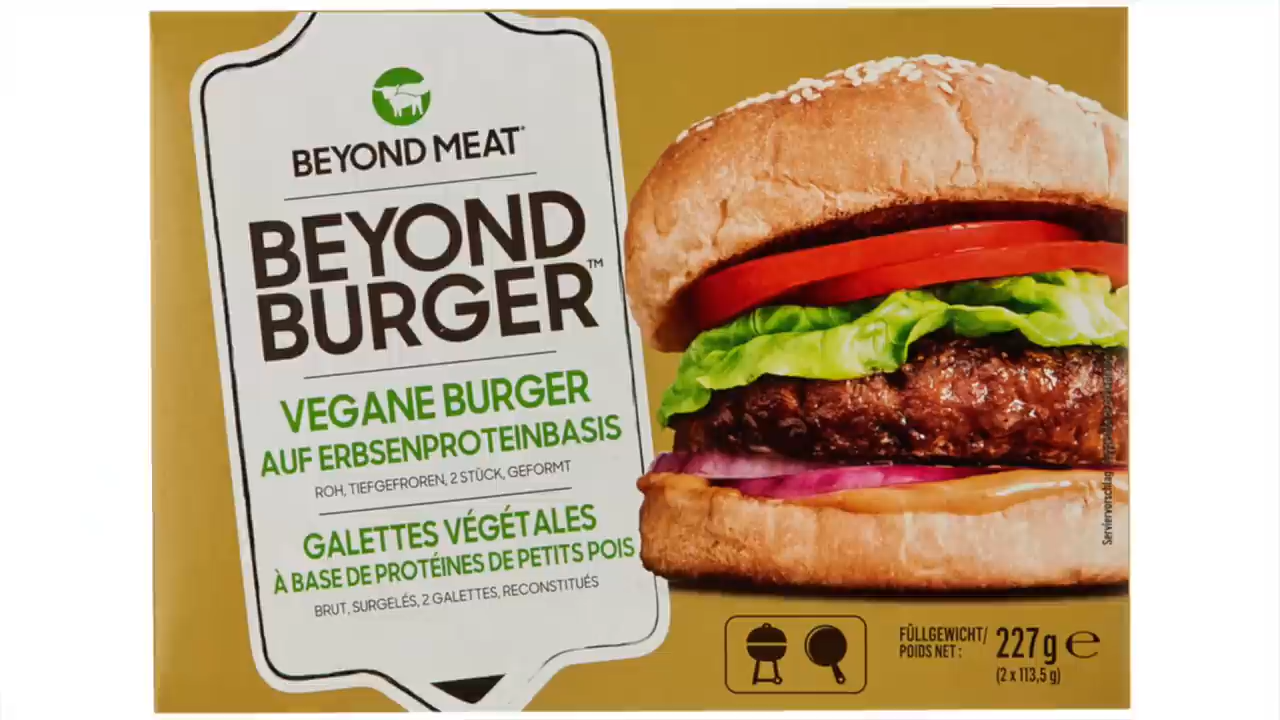 BEYOND MEAT®
BEYOND
BURGER™
VEGANE BURGER
AUF ERBSENPROTEINBASIS
ROH, TIEFGEFROREN, 2 STÜCK, GEFORMT
GALETTES VÉGÉTALES
À BASE DE PROTÉINES DE PETITS POIS
BRUT, SURGELÉS, 2 GALETTES, RECONSTITUÉS
Serviervorschlag
FÜLLGEWICHT/
POIDS NET :
227g ℮
(2 x 113,5 g)